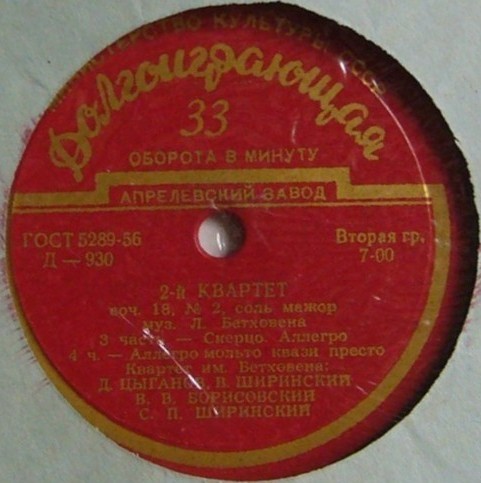 МИНИСТЕРСТВО КУЛЬТУРЫ СССР
Долгоиграющая
33
ОБОРОТА В МИНУТУ
АПРЕЛЕВСКИЙ ЗАВОД
ГОСТ 5289-56
Д — 930
Вторая гр.
7-00
2-й КВАРТЕТ
соч. 18, № 2, соль мажор
муз. Л. Бетховена
3 часть — Скерцо. Аллегро
4 ч. — Аллегро мольто квази престо
Квартет им. Бетховена:
Д. ЦЫГАНОВ, В. ШИРИНСКИЙ
В. В. БОРИСОВСКИЙ
С. П. ШИРИНСКИЙ